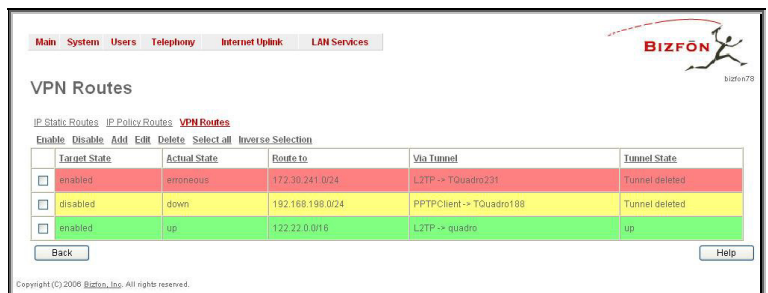 Main System Users Telephony Internet Uplink LAN Services
BIZFŌN
bizfon78
VPN Routes
IP Static Routes IP Policy Routes VPN Routes
Enable Disable Add Edit Delete Select all Inverse Selection
Target State Actual State Route to Via Tunnel Tunnel State
enabled erroneous 172.30.241.0/24 L2TP -> TQuadro231 Tunnel deleted
disabled down 192.168.198.0/24 PPTPClient -> TQuadro188 Tunnel deleted
enabled up 122.22.0.0/16 L2TP -> quadro up
Back Help
Copyright (C) 2006 Bizfon, Inc. All rights reserved.